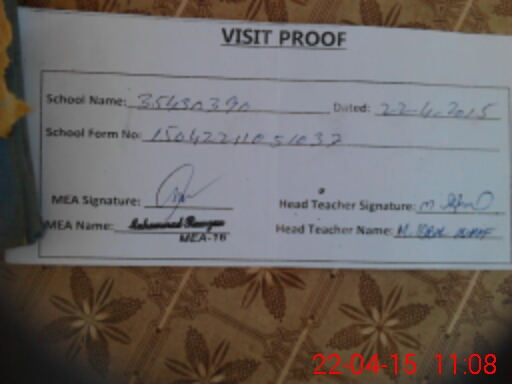 VISIT PROOF
School Name: 35430390 Dated: 22-4-2015
School Form No: 
MEA Signature: Head Teacher Signature:
MEA Name: Muhammad
MEA-16
Head Teacher Name: M.
22-04-15 11:08